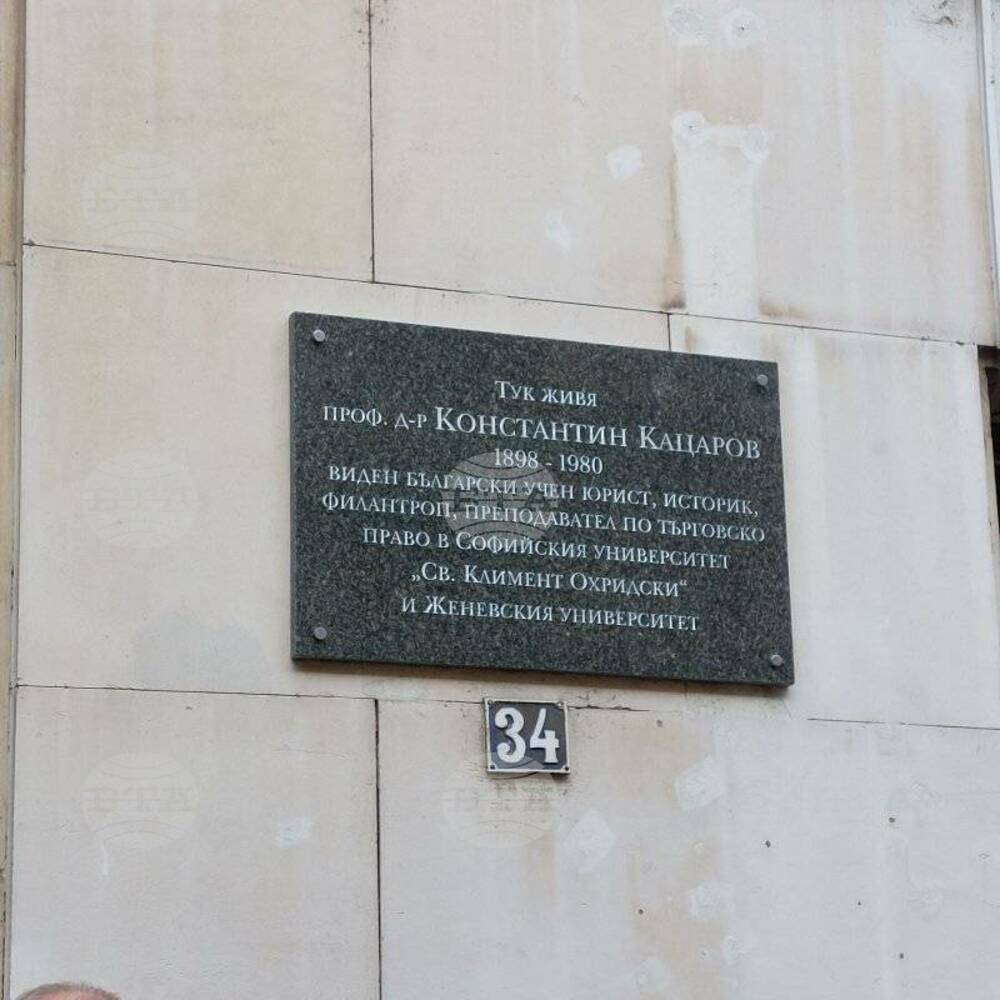 Тук живя
проф. д-р Константин Кацаров
1898 - 1980
виден български учен юрист, историк,
филантроп, преподавател по търговско
право в Софийския университет
„Св. Климент Охридски“
и Женевския университет
34
БТА